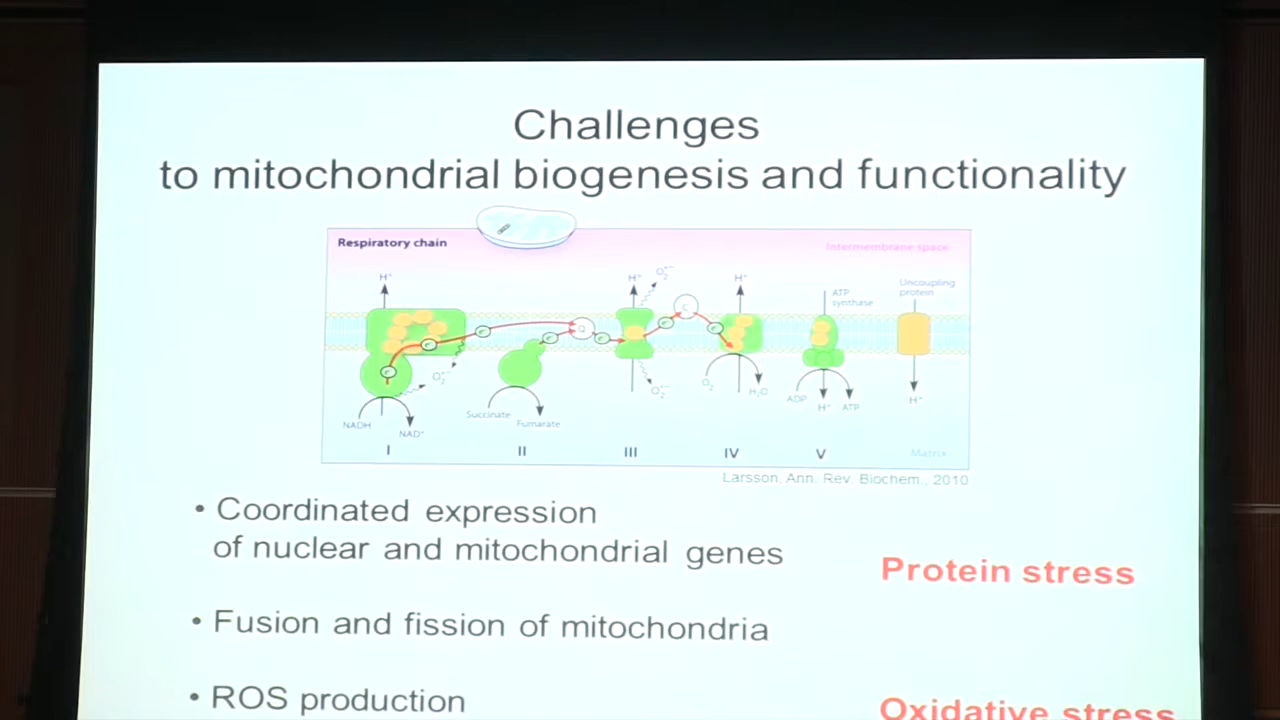 Challenges
to mitochondrial biogenesis and functionality
Respiratory chain
Intermembrane space
H⁺
H⁺
O₂•⁻
H⁺
ATP
synthase
Uncoupling
protein
e⁻
e⁻
e⁻
Q
e⁻
e⁻
e⁻
C
e⁻
O₂•⁻
O₂•⁻
O₂
H₂O
ADP
H⁺
ATP
H⁺
NADH
NAD⁺
Succinate
Fumarate
I
II
III
IV
V
Matrix
Larsson, Ann. Rev. Biochem., 2010
• Coordinated expression
of nuclear and mitochondrial genes
Protein stress
• Fusion and fission of mitochondria
• ROS production
Oxidative stress